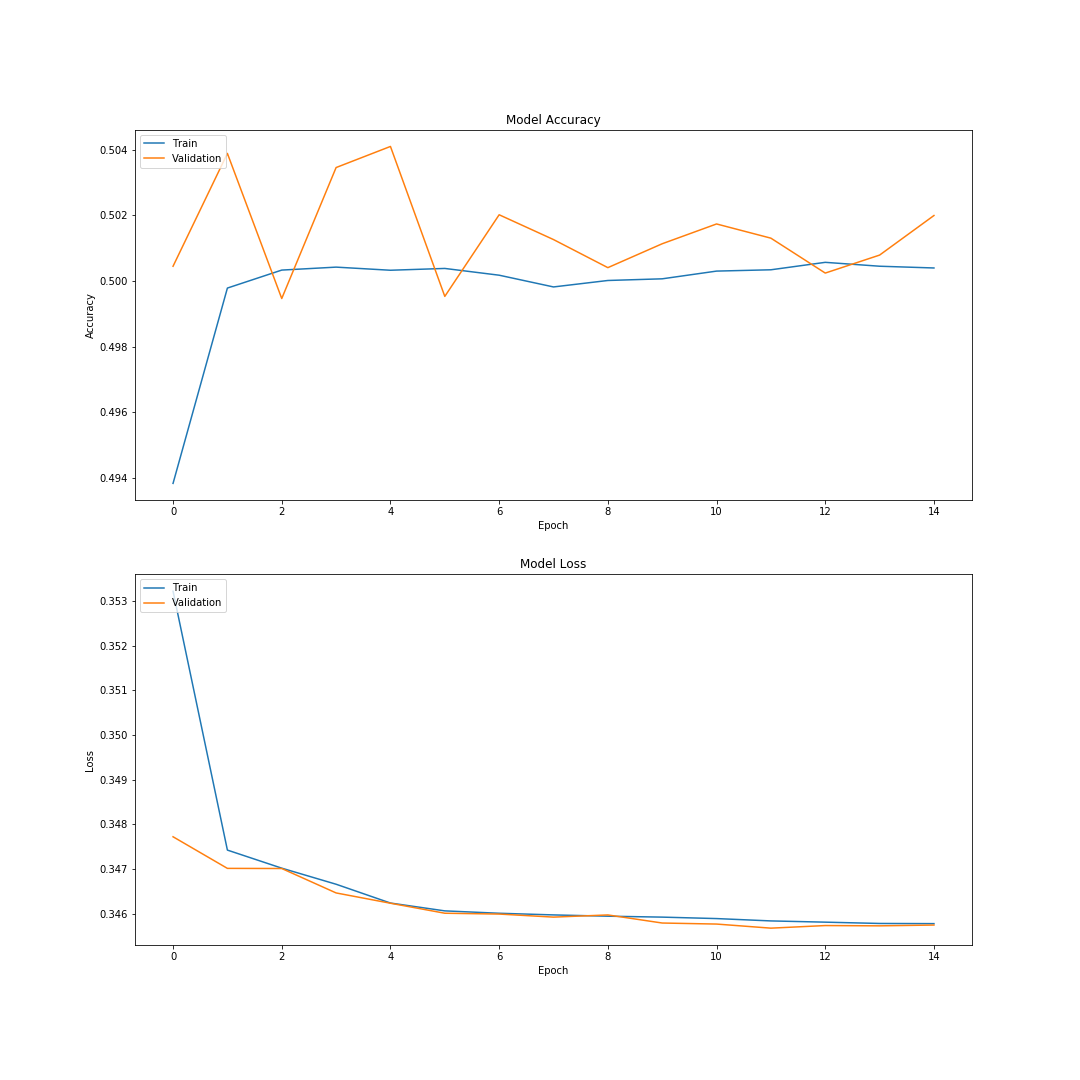 Model Accuracy
Train
Validation
0.504
0.502
0.500
0.498
0.496
0.494
Accuracy
0 2 4 6 8 10 12 14
Epoch
Model Loss
Train
Validation
0.353
0.352
0.351
0.350
0.349
0.348
0.347
0.346
Loss
0 2 4 6 8 10 12 14
Epoch